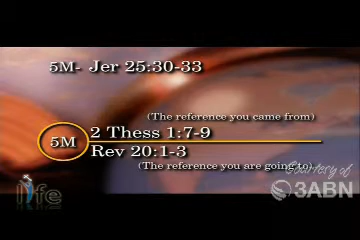 5M- Jer 25:30-33
(The reference you came from)
5M
2 Thess 1:7-9
Rev 20:1-3
(The reference you are going to)
Courtesy of
3ABN
life